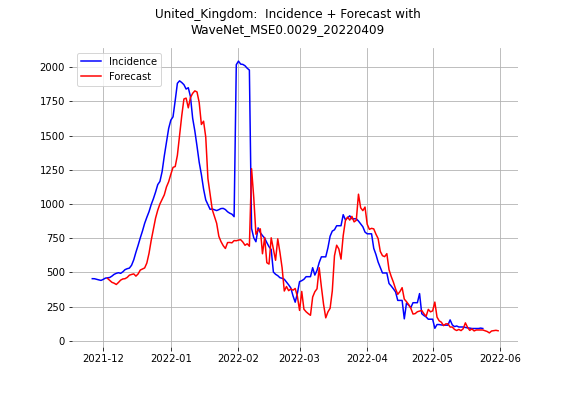 United_Kingdom:  Incidence + Forecast with
WaveNet_MSE0.0029_20220409
Incidence
Forecast
2000
1750
1500
1250
1000
750
500
250
0
2021-12 2022-01 2022-02 2022-03 2022-04 2022-05 2022-06